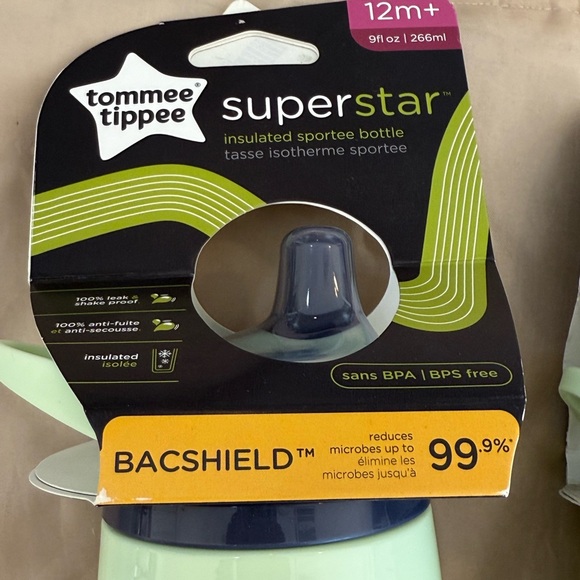 12m+
9fl oz | 266ml
tommee®
tippee
superstar™
insulated sportee bottle
tasse isotherme sportee
100% leak &
shake proof
100% anti-fuite
et anti-secousse
insulated
isolée
sans BPA | BPS free
BACSHIELD™
reduces
microbes up to
élimine les
microbes jusqu'à
99.9%*